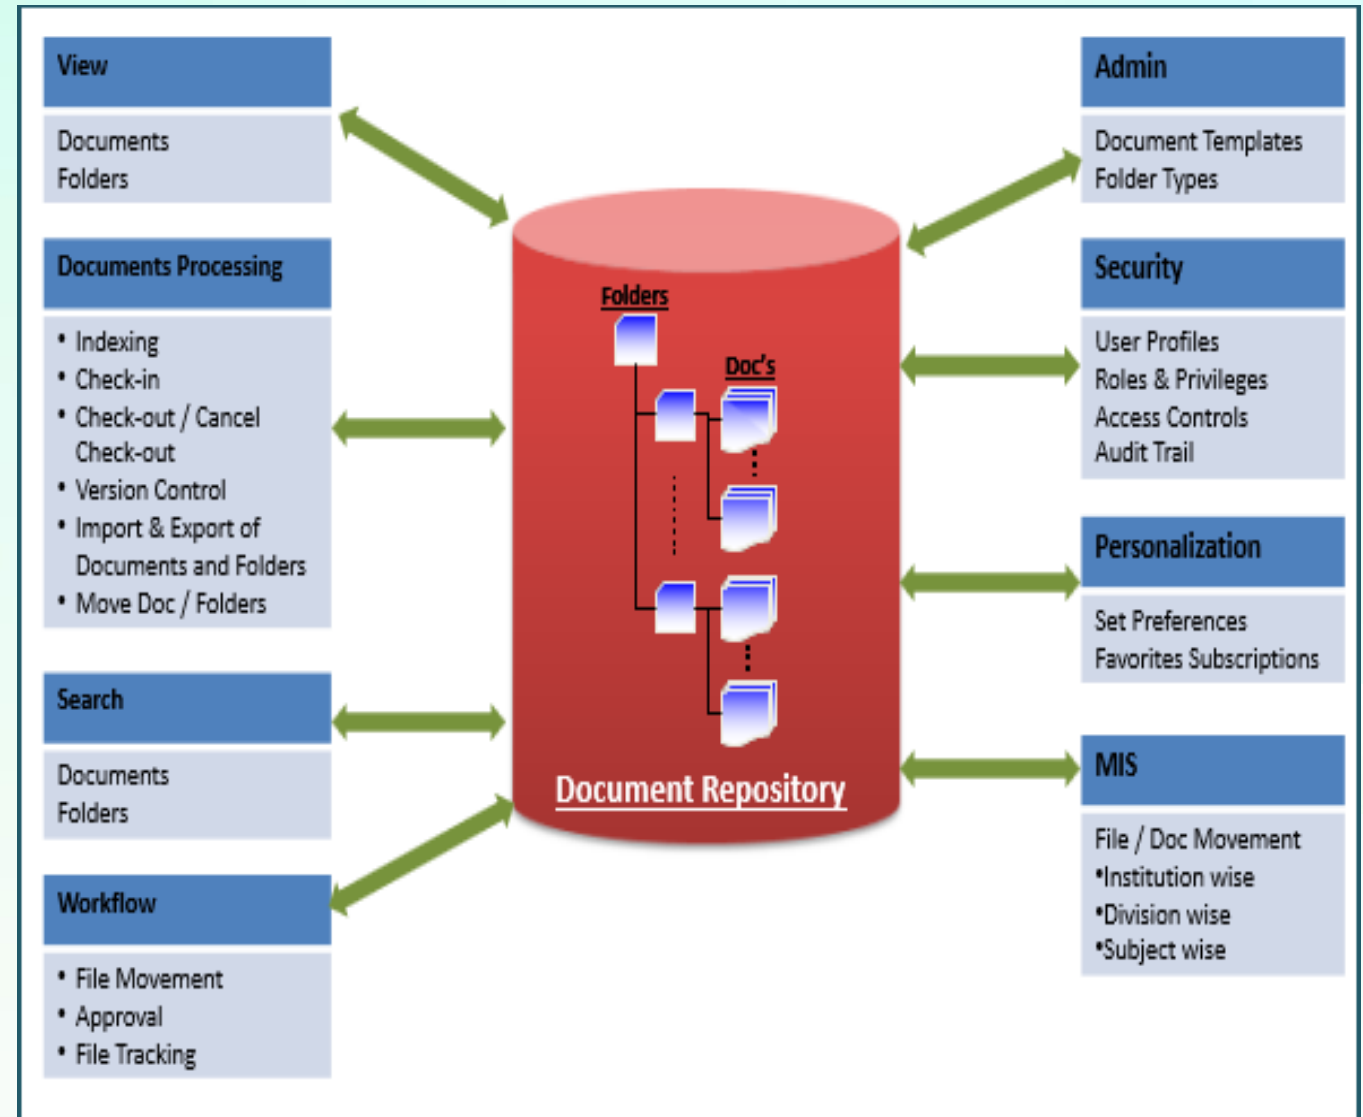 View
Documents
Folders
Documents Processing
• Indexing
• Check-in
• Check-out / Cancel
Check-out
• Version Control
• Import & Export of
Documents and Folders
• Move Doc / Folders
Search
Documents
Folders
Workflow
• File Movement
• Approval
• File Tracking
Folders
Doc's
Document Repository
Admin
Document Templates
Folder Types
Security
User Profiles
Roles & Privileges
Access Controls
Audit Trail
Personalization
Set Preferences
Favorites Subscriptions
MIS
File / Doc Movement
•Institution wise
•Division wise
•Subject wise